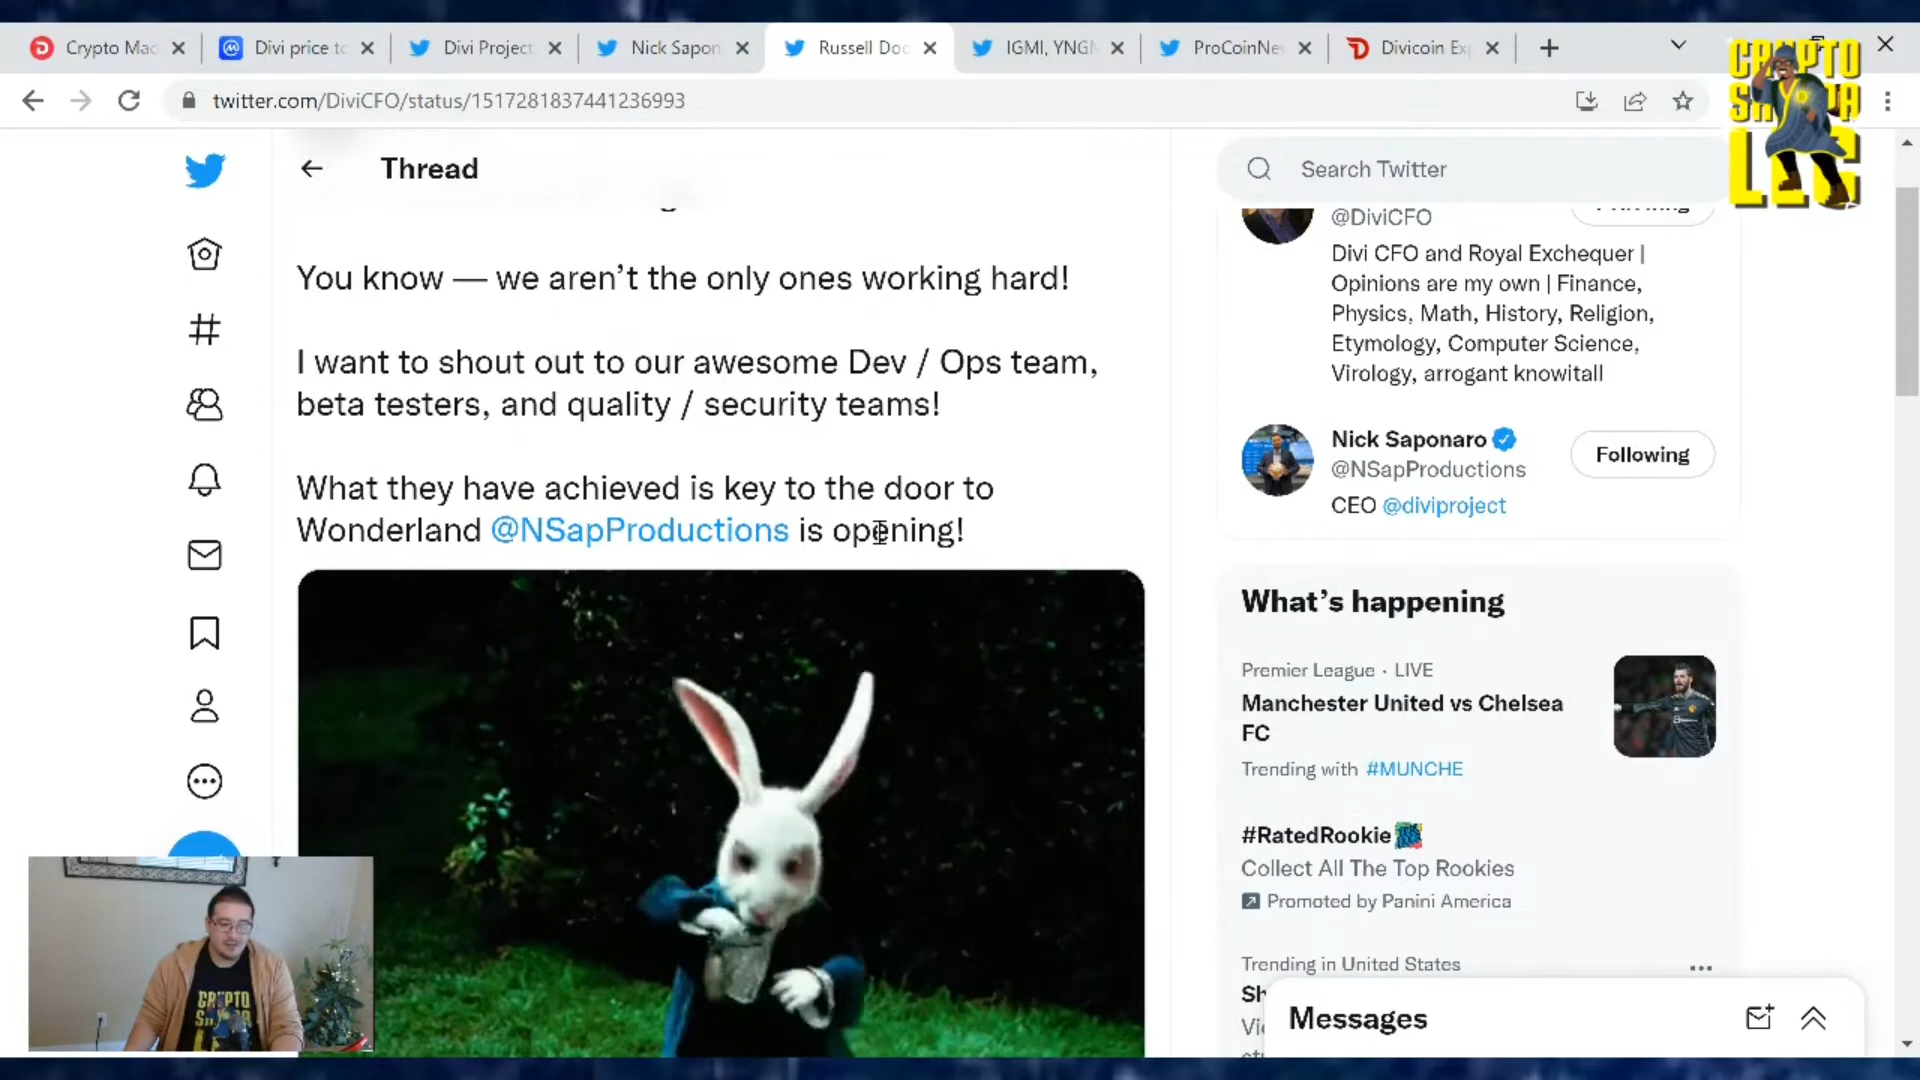 Crypto Mac
Divi price to
Divi Project
Nick Sapon
Russell Doc
IGMI, YNGM
ProCoinNe
Divicoin Ex
twitter.com/DiviCFO/status/1517281837441236993
CRYPTO
LLC
Thread
Search Twitter
You know — we aren’t the only ones working hard!
I want to shout out to our awesome Dev / Ops team,
beta testers, and quality / security teams!
What they have achieved is key to the door to
Wonderland @NSapProductions is opening!
@DiviCFO
Divi CFO and Royal Exchequer |
Opinions are my own | Finance,
Physics, Math, History, Religion,
Etymology, Computer Science,
Virology, arrogant knowitall
Nick Saponaro
@NSapProductions
Following
CEO @diviproject
What’s happening
Premier League · LIVE
Manchester United vs Chelsea
FC
Trending with #MUNCHE
#RatedRookie
Collect All The Top Rookies
Promoted by Panini America
Trending in United States
Sh
Messages